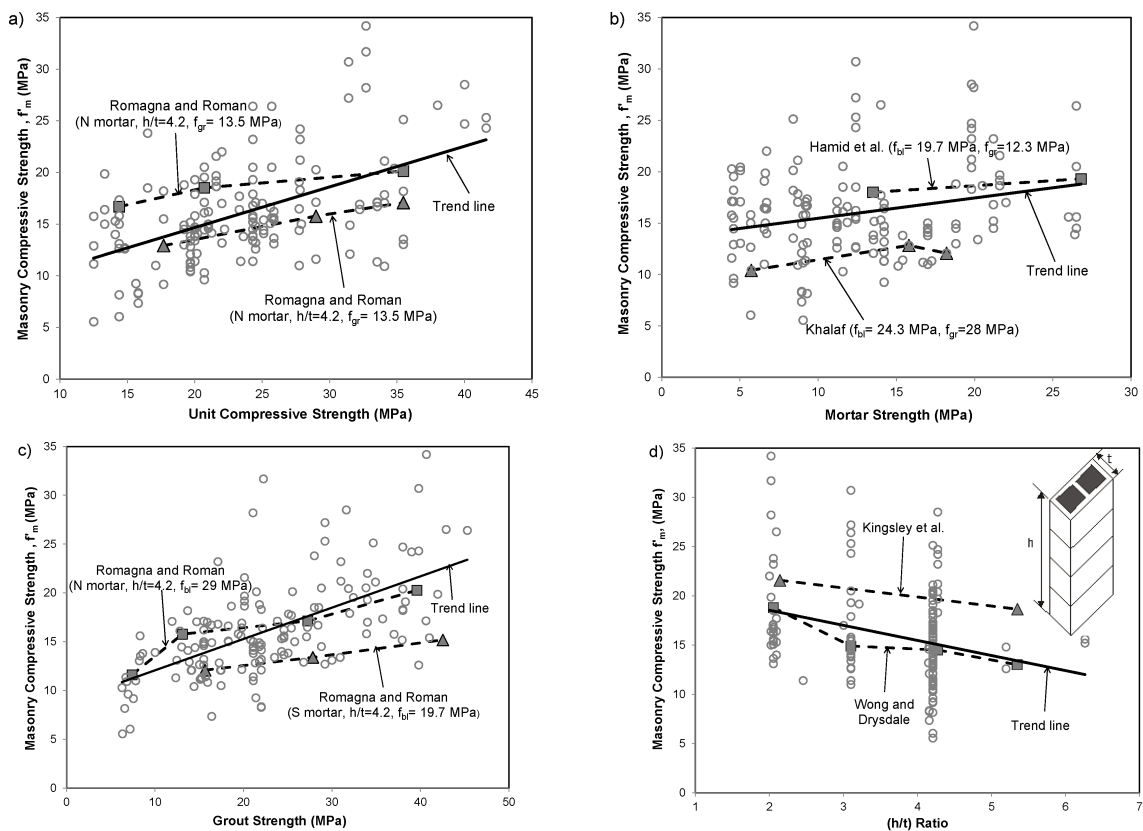 a)
Masonry Compressive Strength , f'm (MPa)
35
30
25
20
15
10
5
0
10
15
20
25
30
35
40
45
Unit Compressive Strength (MPa)
Romagna and Roman
(N mortar, h/t=4.2, fgr= 13.5 MPa)
Trend line
Romagna and Roman
(N mortar, h/t=4.2, fgr= 13.5 MPa)
b)
Masonry Compressive Strength , f'm (MPa)
35
30
25
20
15
10
5
0
0
5
10
15
20
25
30
Mortar Strength (MPa)
Hamid et al. (fbl= 19.7 MPa, fgr=12.3 MPa)
Trend line
Khalaf (fbl= 24.3 MPa, fgr=28 MPa)
c)
Masonry Compressive Strength , f'm (MPa)
35
30
25
20
15
10
5
0
0
10
20
30
40
50
Grout Strength (MPa)
Romagna and Roman
(N mortar, h/t=4.2, fbl= 29 MPa)
Trend line
Romagna and Roman
(S mortar, h/t=4.2, fbl= 19.7 MPa)
d)
Masonry Compressive Strength f'm, (MPa)
35
30
25
20
15
10
5
0
1
2
3
4
5
6
7
(h/t) Ratio
t
h
Kingsley et al.
Wong and
Drysdale
Trend line